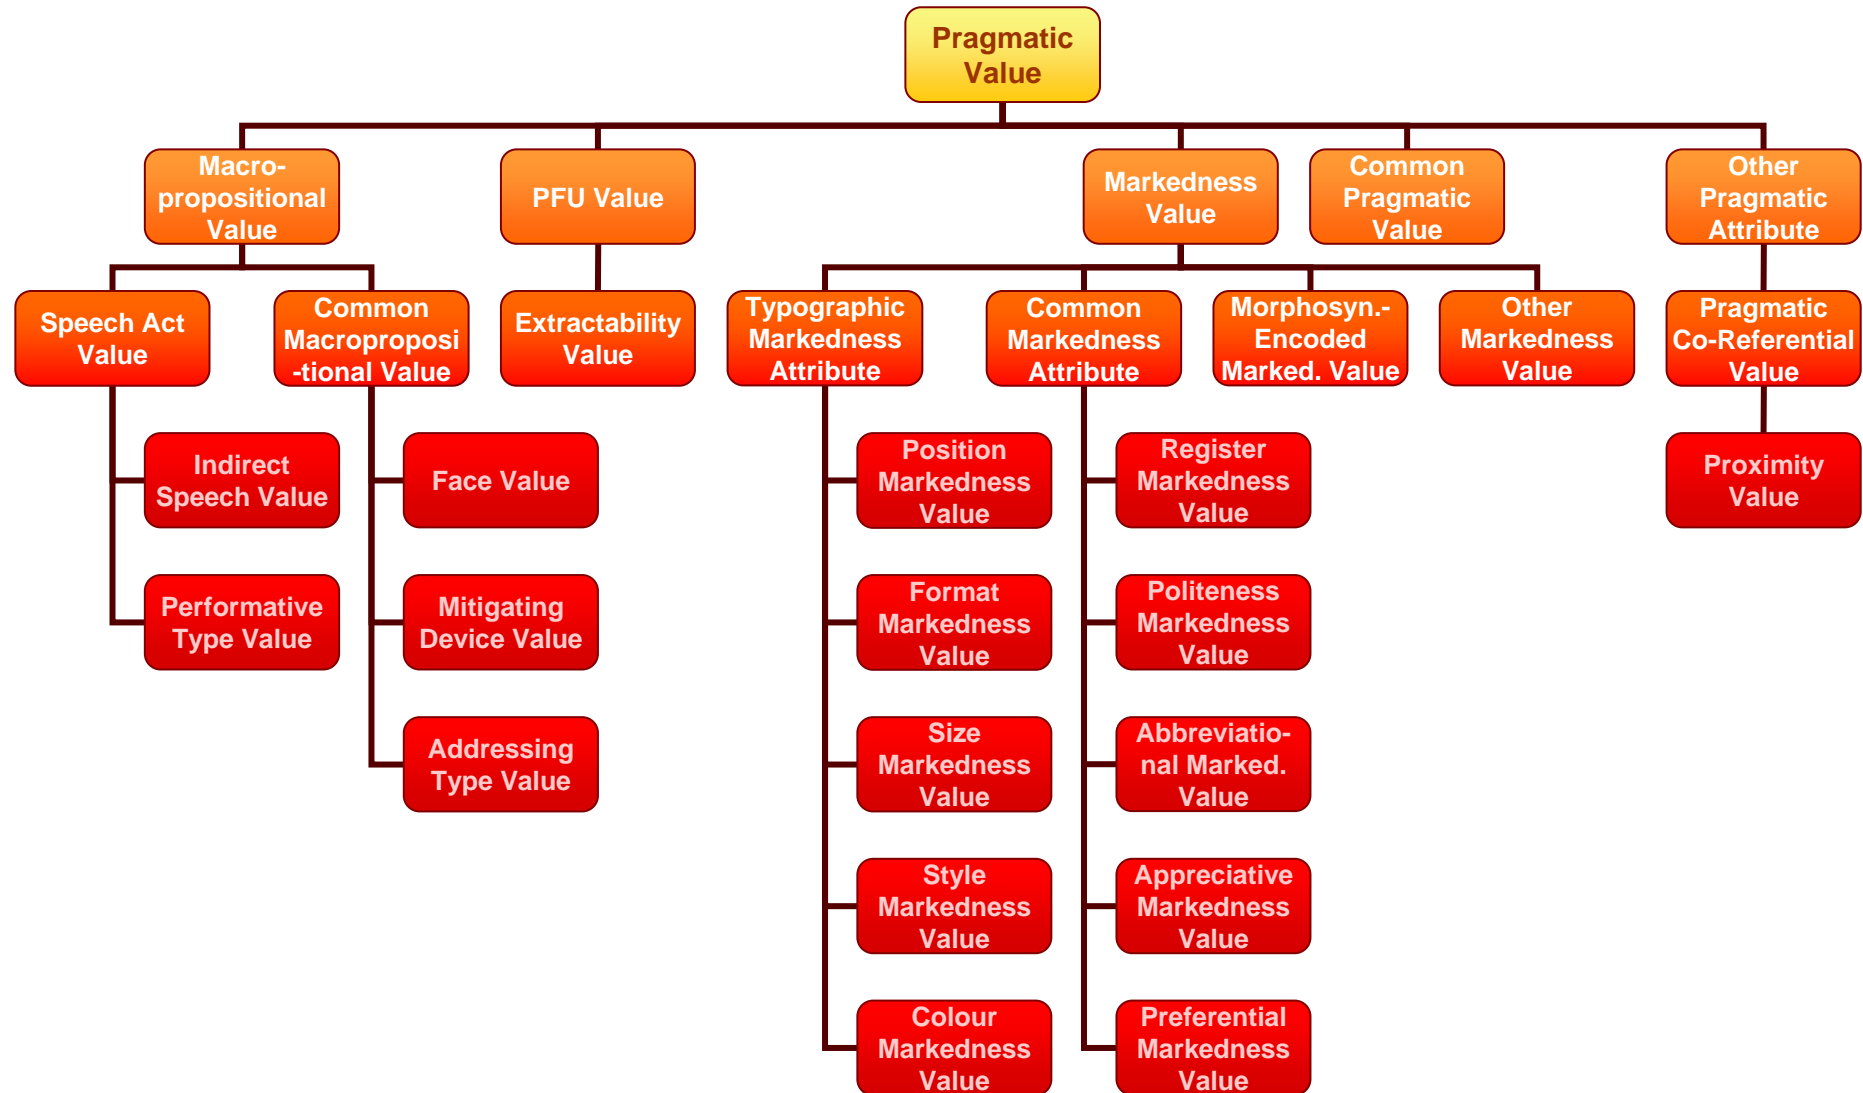 Pragmatic
Value
Macro-
propositional
Value
PFU Value
Markedness
Value
Common
Pragmatic
Value
Other
Pragmatic
Attribute
Speech Act
Value
Common
Macroproposi
-tional Value
Extractability
Value
Typographic
Markedness
Attribute
Common
Markedness
Attribute
Morphosyn.-
Encoded
Marked. Value
Other
Markedness
Value
Pragmatic
Co-Referential
Value
Indirect
Speech Value
Face Value
Position
Markedness
Value
Register
Markedness
Value
Proximity
Value
Performative
Type Value
Mitigating
Device Value
Format
Markedness
Value
Politeness
Markedness
Value
Addressing
Type Value
Size
Markedness
Value
Abbreviatio-
nal Marked.
Value
Style
Markedness
Value
Appreciative
Markedness
Value
Colour
Markedness
Value
Preferential
Markedness
Value